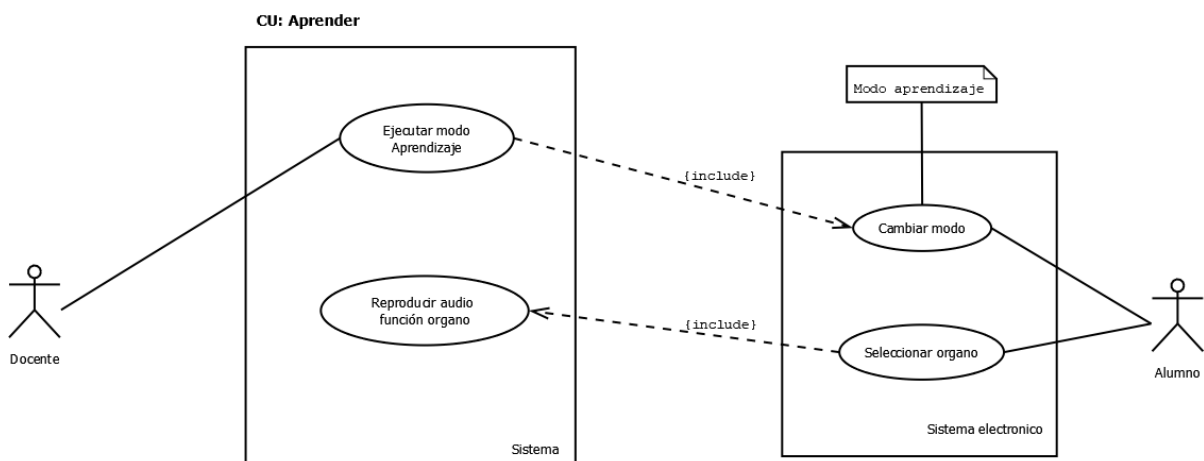 CU: Aprender
Modo aprendizaje
Ejecutar modo
Aprendizaje
{include}
Cambiar modo
Reproducir audio
función organo
{include}
Seleccionar organo
Docente
Alumno
Sistema electronico
Sistema